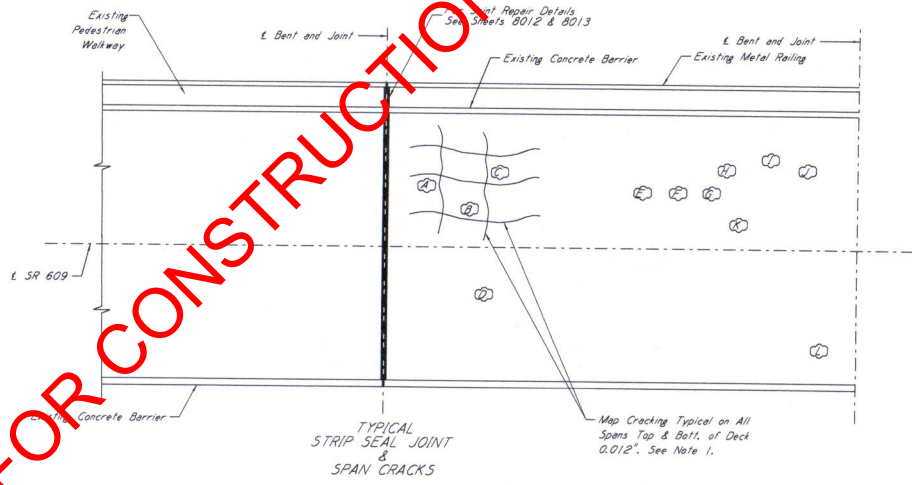 Existing
Pedestrian
Walkway
℄ Bent and Joint
Joint Repair Details
See Sheets 8012 & 8013
Existing Concrete Barrier
℄ Bent and Joint
Existing Metal Railing
A
B
C
E
F
G
H
I
J
K
℄ SR 609
L
Existing Concrete Barrier
TYPICAL
STRIP SEAL JOINT
&
SPAN CRACKS
Map Cracking Typical on All
Spans Top & Bott. of Deck
0.012". See Note 1.
FOR CONSTRUCTION